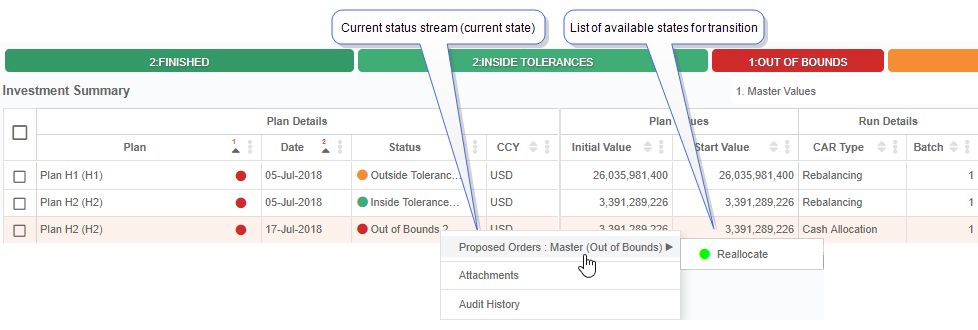 Current status stream (current state)
List of available states for transition
2:FINISHED
2:INSIDE TOLERANCES
1:OUT OF BOUNDS
Investment Summary
1. Master Values
Plan Details
Plan ues
Run Details
Plan 1
Date 2
Status
CCY
Initial Value
Start Value
CAR Type
Batch
Plan H1 (H1) 05-Jul-2018 Outside Toleranc... USD 26,035,981,400 26,035,981,400 Rebalancing 1
Plan H2 (H2) 05-Jul-2018 Inside Tolerance... USD 3,391,289,226 3,391,289,226 Rebalancing 1
Plan H2 (H2) 17-Jul-2018 Out of Bounds 2 USD 3,391,289,226 3,391,289,226 Cash Allocation 1
Proposed Orders : Master (Out of Bounds)
Reallocate
Attachments
Audit History